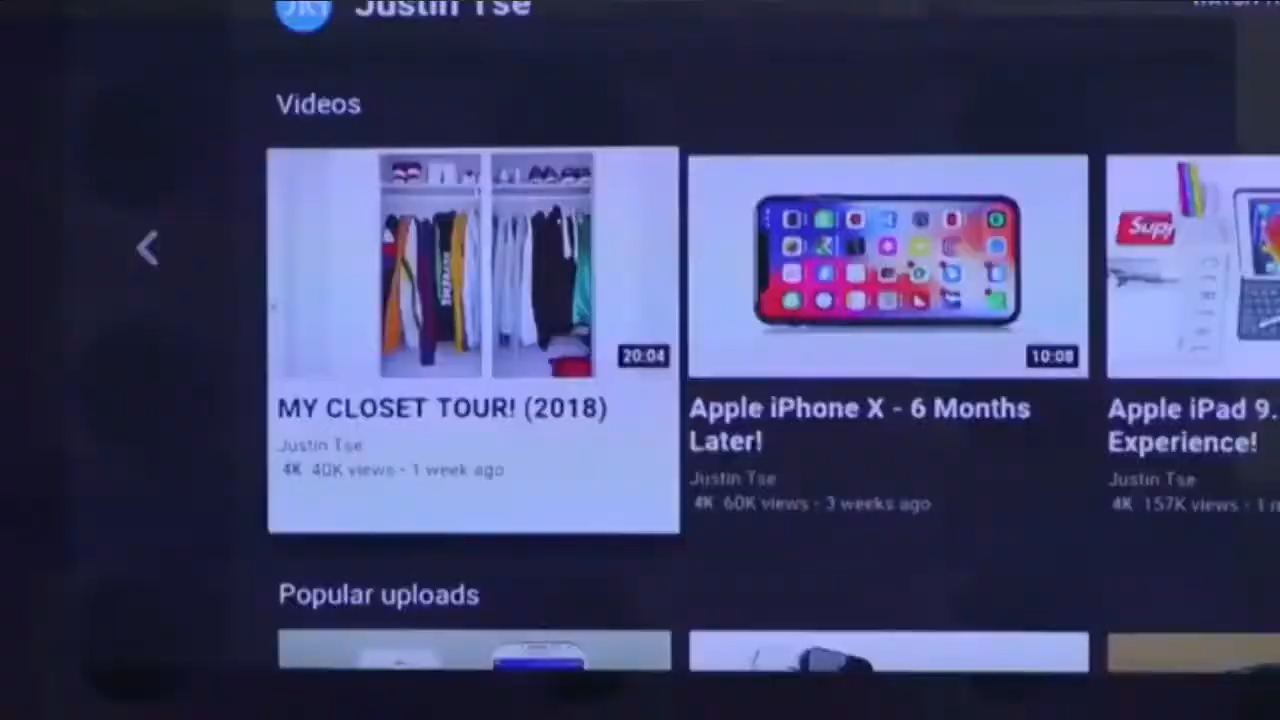 Justin Tse
Videos
20:04
10:08
MY CLOSET TOUR! (2018)
Justin Tse
4K 40K views · 1 week ago
Apple iPhone X - 6 Months
Later!
Justin Tse
4K 60K views · 3 weeks ago
Apple iPad 9.
Experience!
Justin Tse
4K 157K views ·
Popular uploads